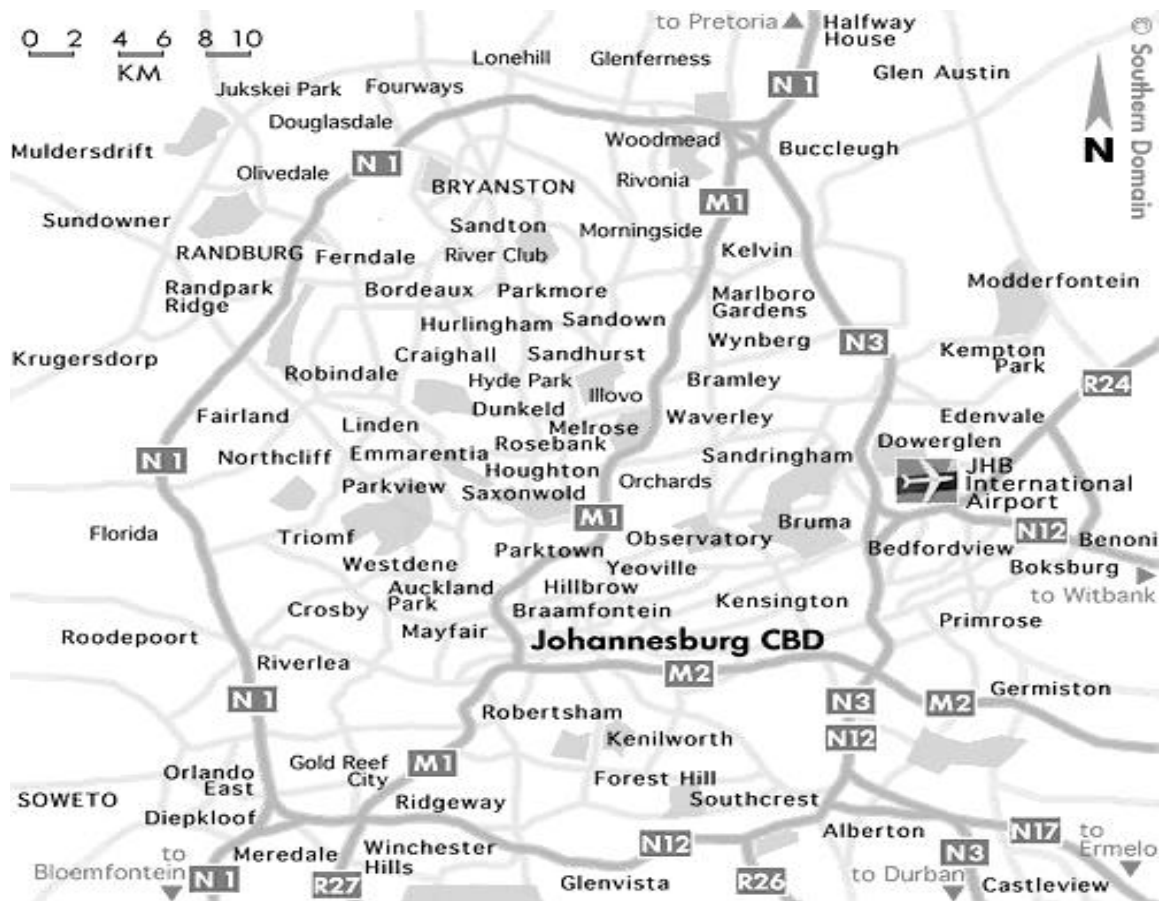 to Pretoria
Halfway
House
0 2 4 6 8 10
KM
© Southern Domain
Lonehill
Glenferness
Glen Austin
Jukskei Park
Fourways
N 1
Douglasdale
Woodmead
Buccleugh
N
Muldersdrift
N 1
Olivedale
BRYANSTON
Rivonia
M1
Sundowner
Sandton
Morningside
RANDBURG
Ferndale
River Club
Kelvin
Randpark
Ridge
Bordeaux
Parkmore
Marlboro
Gardens
Modderfontein
Hurlingham
Sandown
Wynberg
N3
Krugersdorp
Craighall
Sandhurst
Kempton
Park
Robindale
Hyde Park
Illovo
Bramley
R24
Fairland
Linden
Dunkeld
Melrose
Waverley
Edenvale
N 1
Northcliff
Emmarentia
Rosebank
Sandringham
Dowerglen
Houghton
JHB
International
Airport
Parkview
Saxonwold
Orchards
M1
Florida
Triomf
Parktown
Observatory
Bruma
N12
Benoni
Westdene
Yeoville
Bedfordview
Boksburg
Auckland
Park
Hillbrow
to Witbank
Crosby
Braamfontein
Kensington
Primrose
Roodepoort
Mayfair
Johannesburg CBD
Riverlea
M2
N 1
N3
M2
Germiston
Robertsham
N12
Kenilworth
Gold Reef
City
M1
Orlando
East
Forest Hill
SOWETO
Ridgeway
Southcrest
Diepkloof
Alberton
N17
to
Ermelo
to
Bloemfontein
Meredale
Winchester
Hills
N12
N3
N 1
R27
Glenvista
R26
to Durban
Castleview